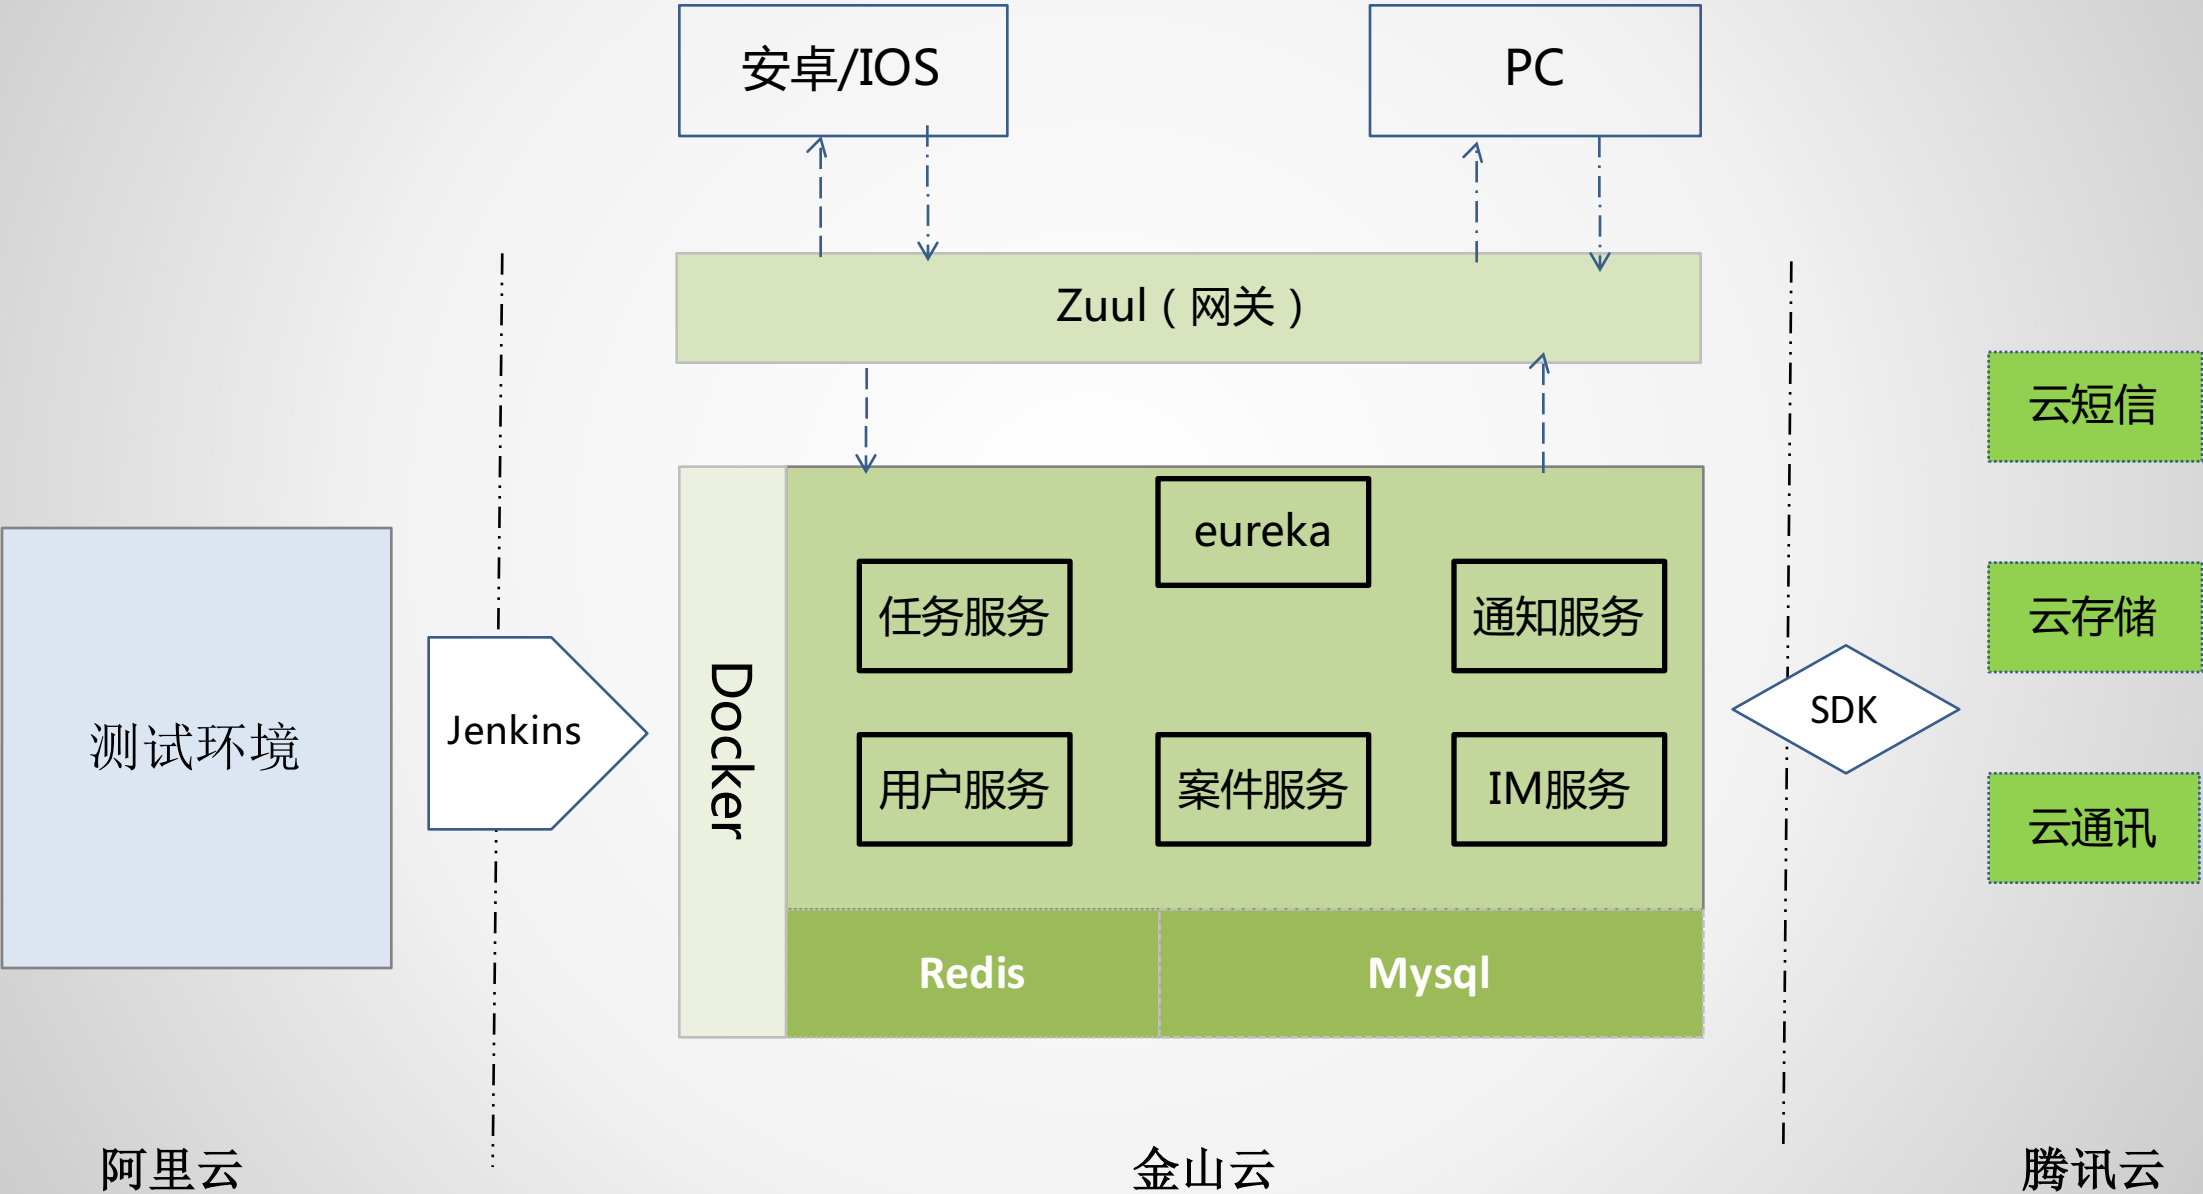 安卓/IOS
PC
Zuul（网关）
云短信
eureka
任务服务
通知服务
云存储
测试环境
Jenkins
Docker
SDK
用户服务
案件服务
IM服务
云通讯
Redis
Mysql
阿里云
金山云
腾讯云